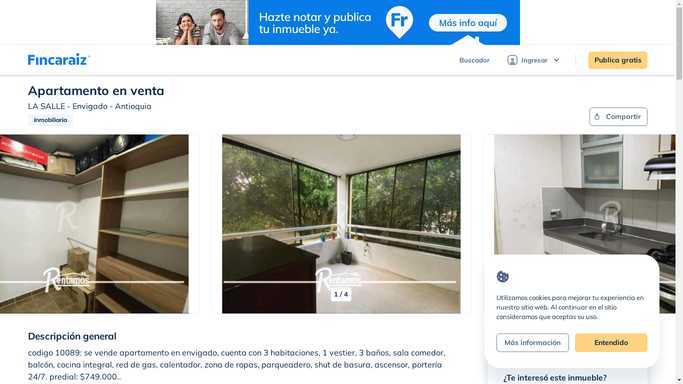 Hazte notar y publica
tu inmueble ya.
Fr
Más info aquí
Fincaraiz
Buscador
Ingresar
Publica gratis
Apartamento en venta
LA SALLE - Envigado - Antioquia
Inmobiliaria
Compartir
Rentamos
Rentamos
1 / 4
Descripción general
codigo 10089: se vende apartamento en envigado, cuenta con 3 habitaciones, 1 vestier, 3 baños, sala comedor,
balcón, cocina integral, red de gas, calentador, zona de ropas, parqueadero, shut de basura, ascensor, portería
24/7. predial: $749.000...
Utilizamos cookies para mejorar tu experiencia en
nuestro sitio web. Al continuar en el sitio
consideramos que aceptas su uso.
Más información
Entendido
¿Te interesó este inmueble?